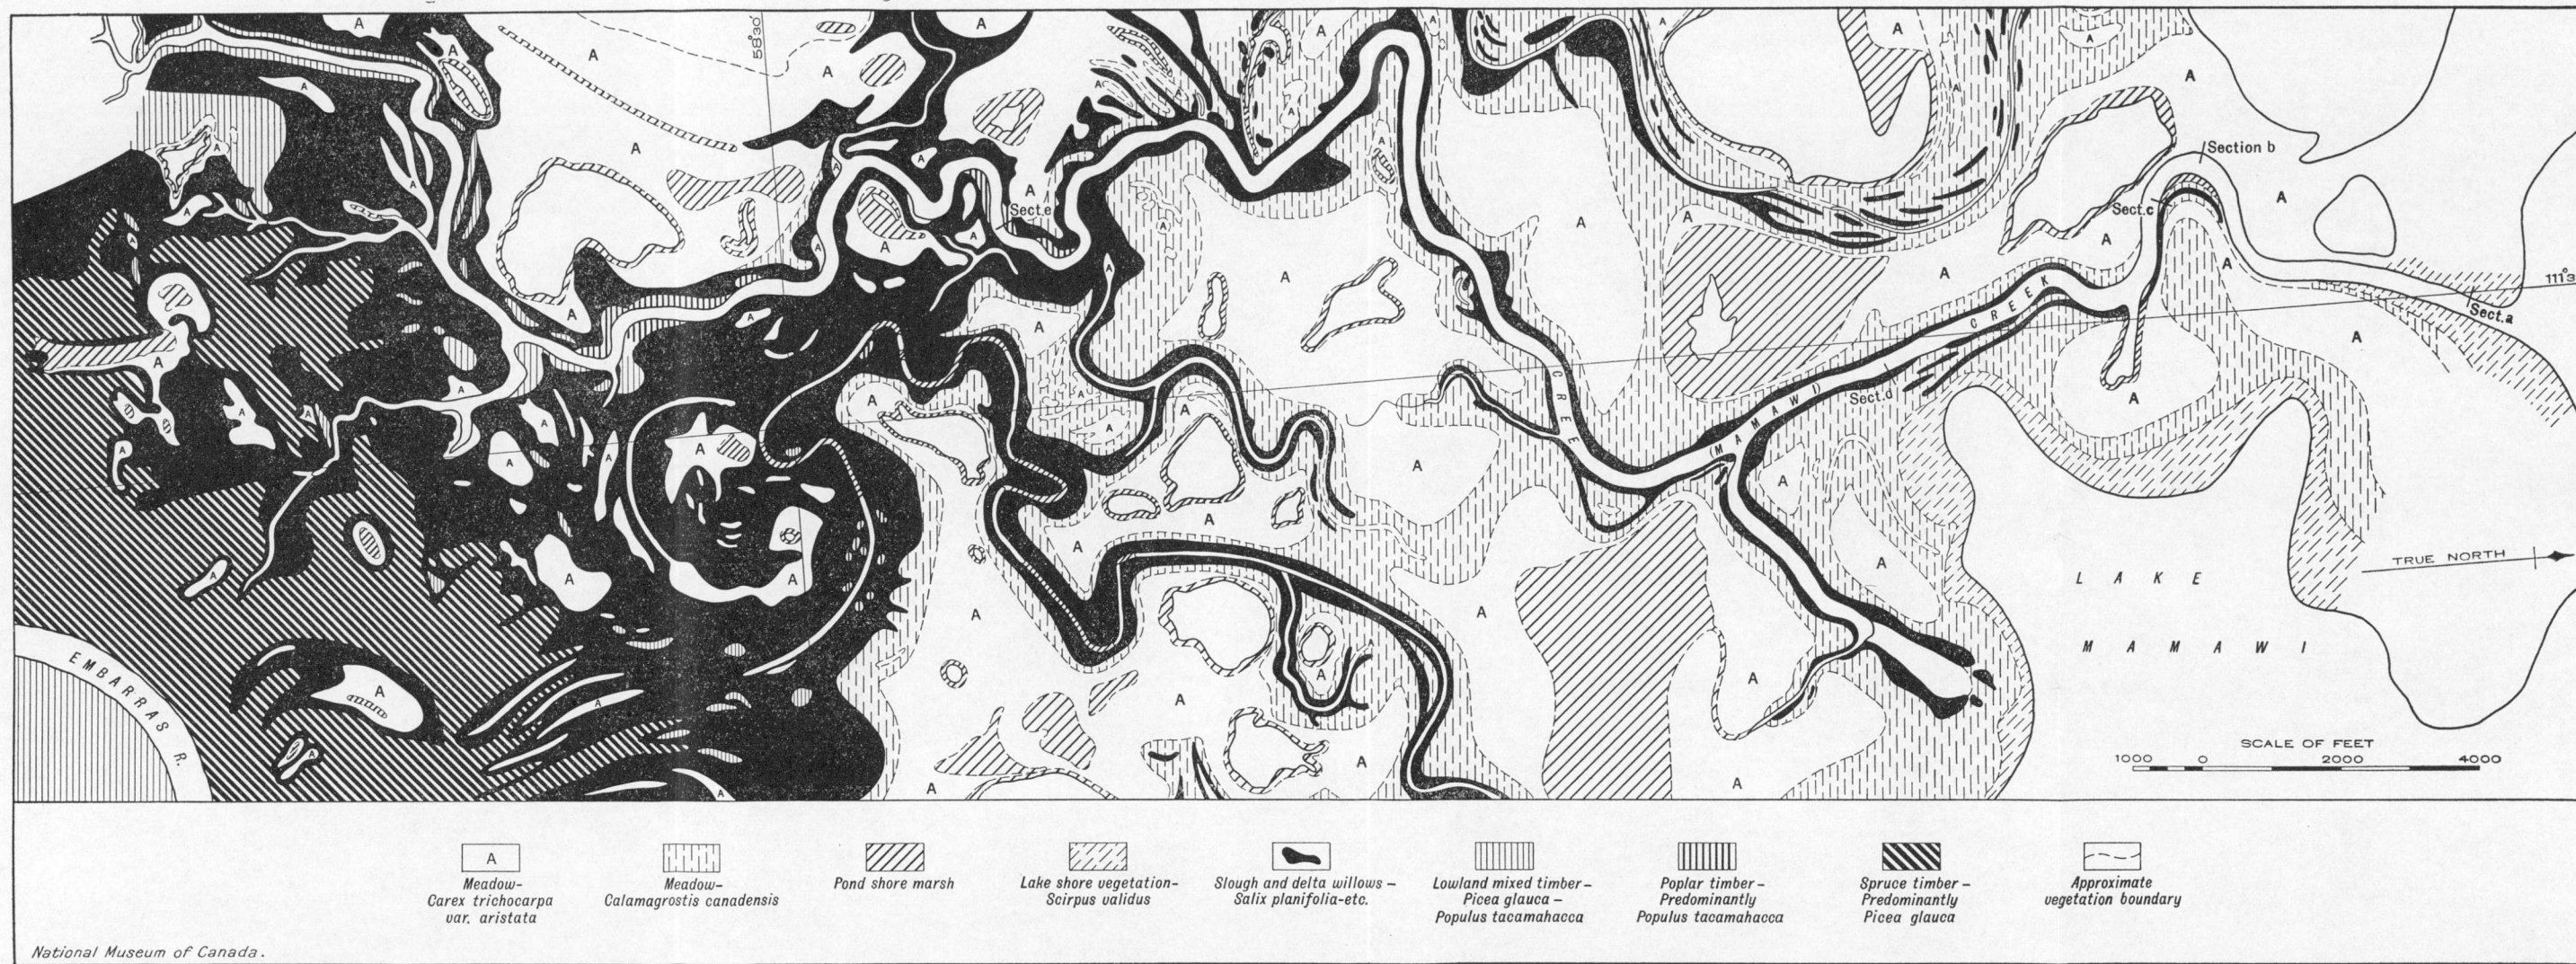 58°30'
111°3
Section b
Sect.c
Sect.a
Sect.e
Sect.d
CREE
(MAMAWI)
CREEK
EMBARRAS R.
LAKE
MAMAWI
TRUE NORTH
SCALE OF FEET
1000 0 2000 4000
A
Meadow-
Carex trichocarpa
var. aristata
Meadow-
Calamagrostis canadensis
Pond shore marsh
Lake shore vegetation-
Scirpus validus
Slough and delta willows –
Salix planifolia-etc.
Lowland mixed timber –
Picea glauca –
Populus tacamahacca
Poplar timber –
Predominantly
Populus tacamahacca
Spruce timber –
Predominantly
Picea glauca
Approximate
vegetation boundary
National Museum of Canada.